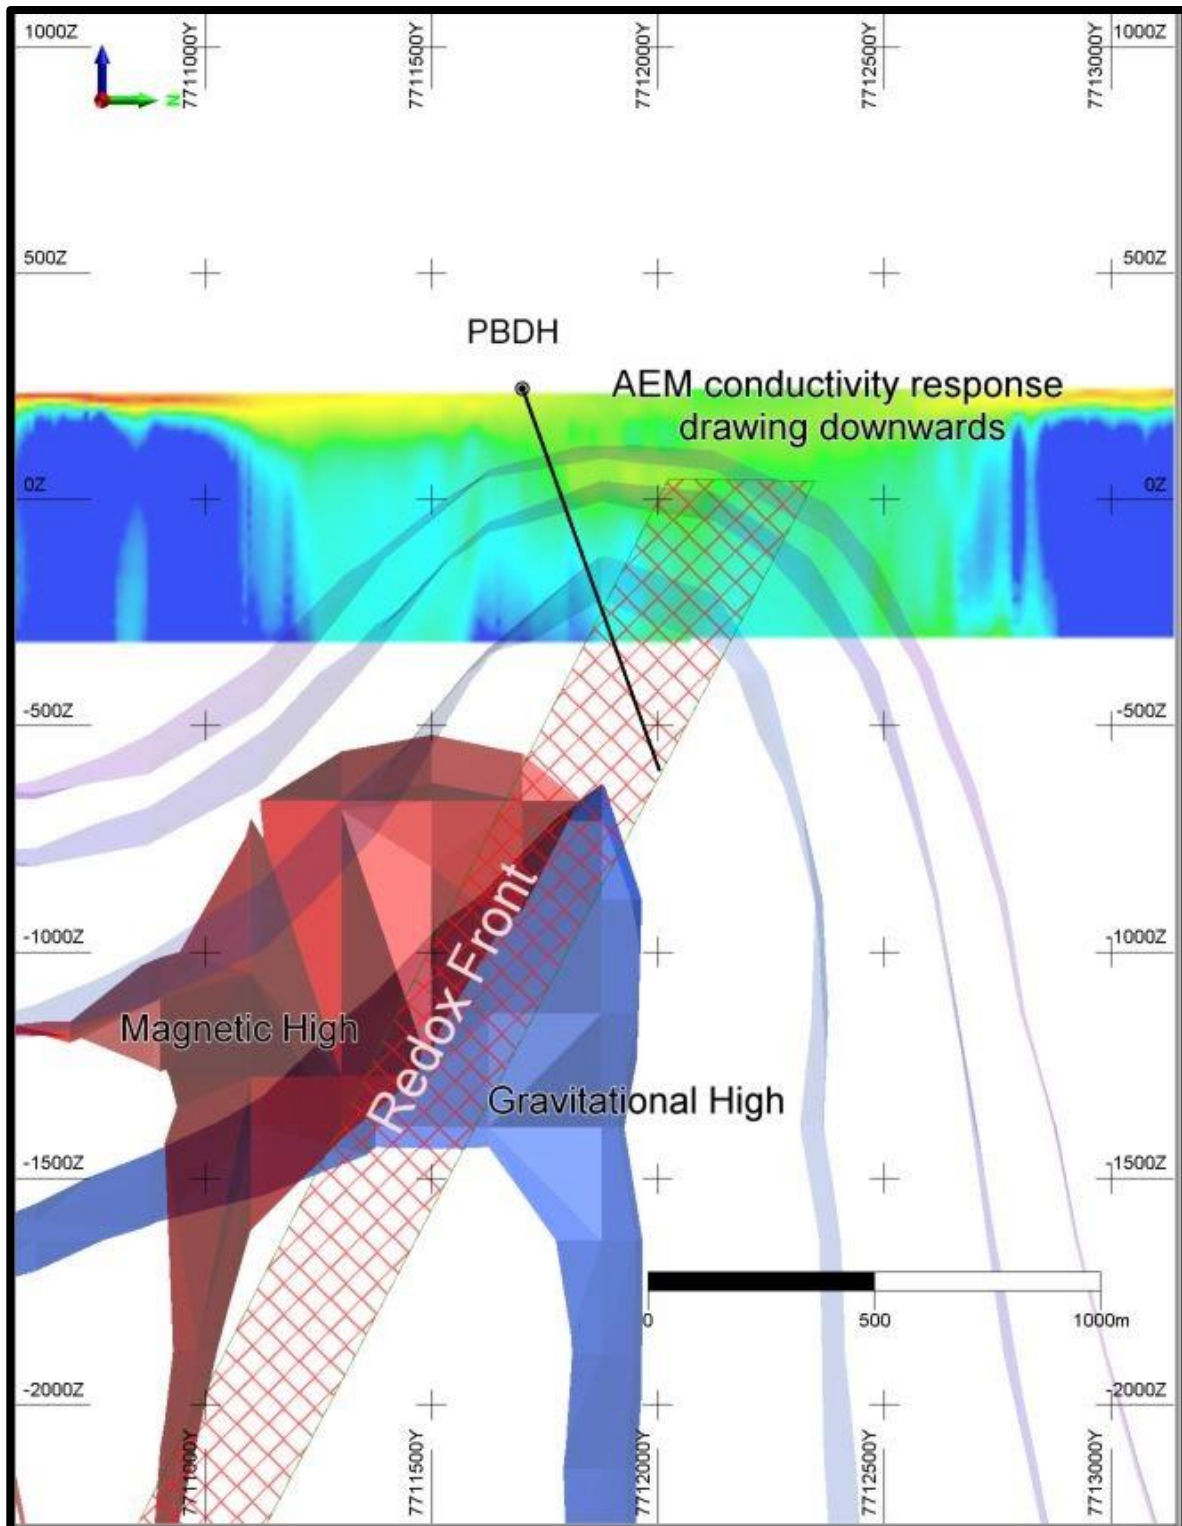 1000Z
7711000Y
7711500Y
7712000Y
7712500Y
7713000Y
1000Z
N
500Z
500Z
PBDH
AEM conductivity response
drawing downwards
0Z
0Z
-500Z
-500Z
-1000Z
-1000Z
Redox Front
Magnetic High
Gravitational High
-1500Z
-1500Z
0
500
1000m
-2000Z
-2000Z
7711000Y
7711500Y
7712000Y
7712500Y
7713000Y